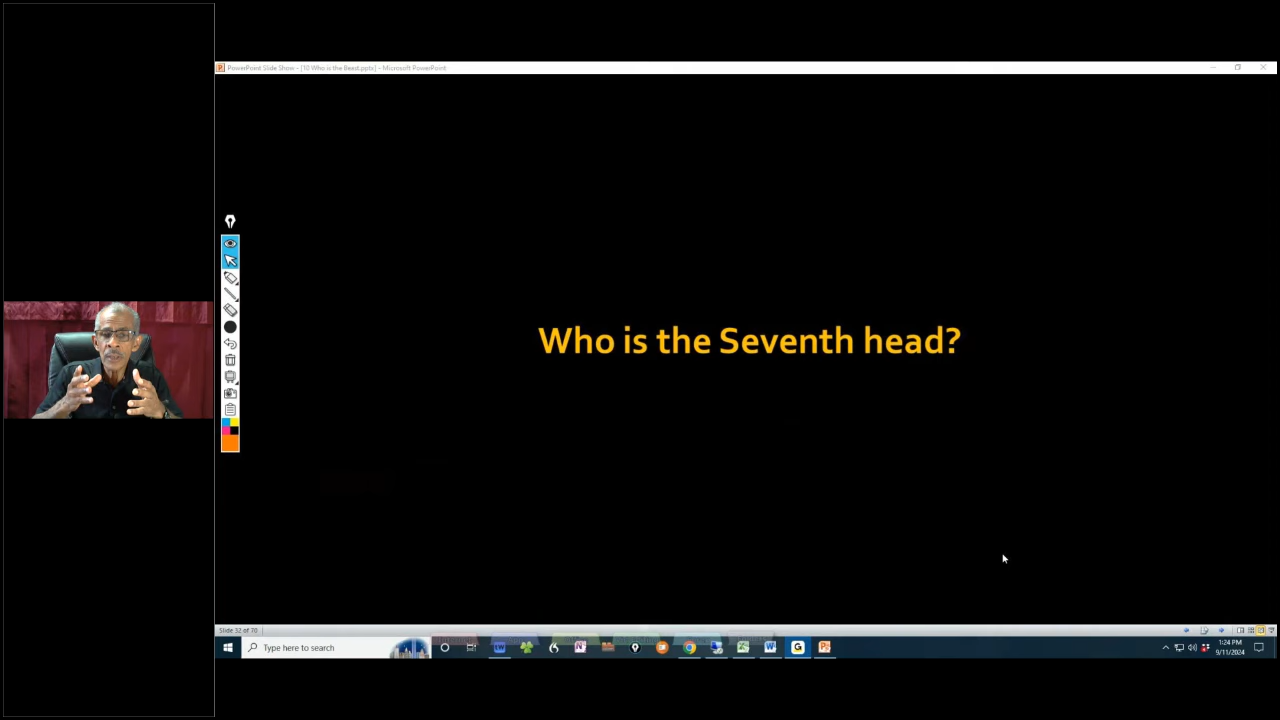 PowerPoint Slide Show - [10 Who is the Beast.pptx] - Microsoft PowerPoint
Who is the Seventh head?
Slide 32 of 70
Type here to search
1:24 PM
9/11/2024